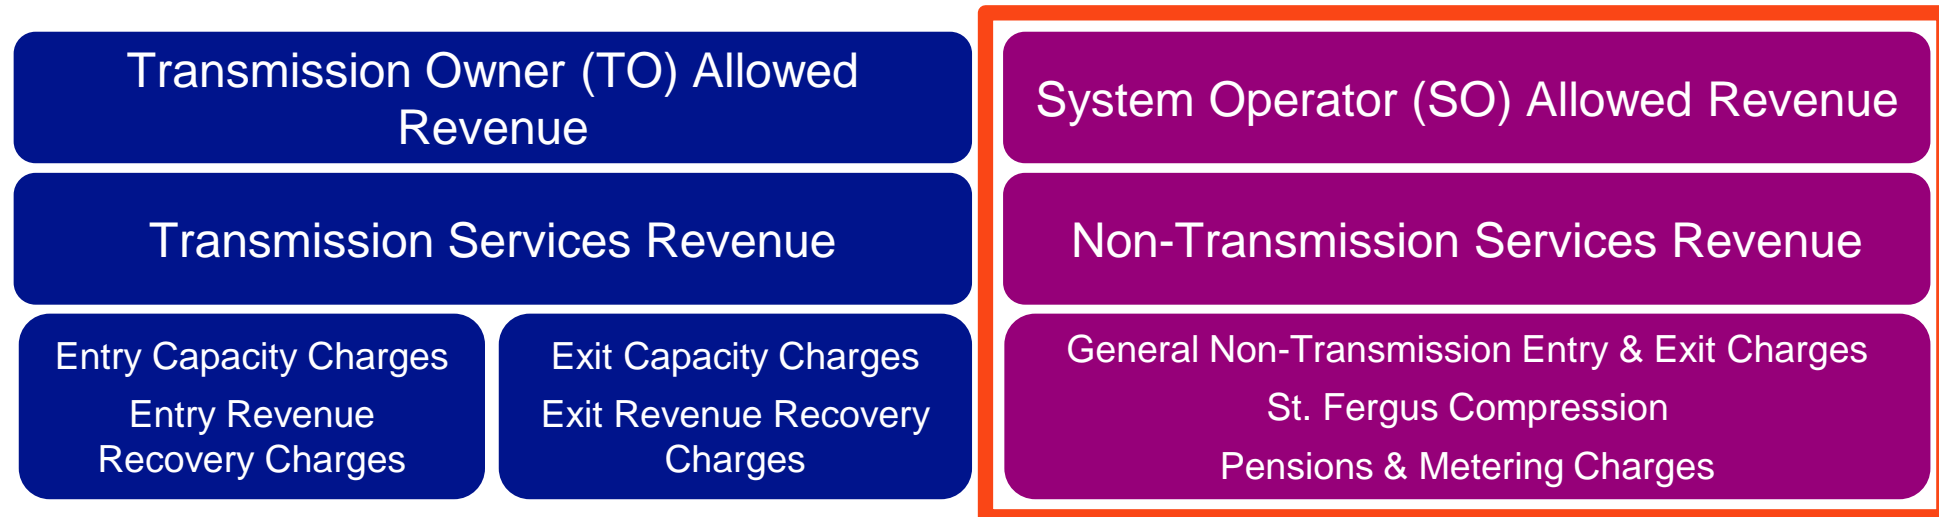 Transmission Owner (TO) Allowed
Revenue
System Operator (SO) Allowed Revenue
Transmission Services Revenue
Non-Transmission Services Revenue
Entry Capacity Charges
Entry Revenue
Recovery Charges
Exit Capacity Charges
Exit Revenue Recovery
Charges
General Non-Transmission Entry & Exit Charges
St. Fergus Compression
Pensions & Metering Charges